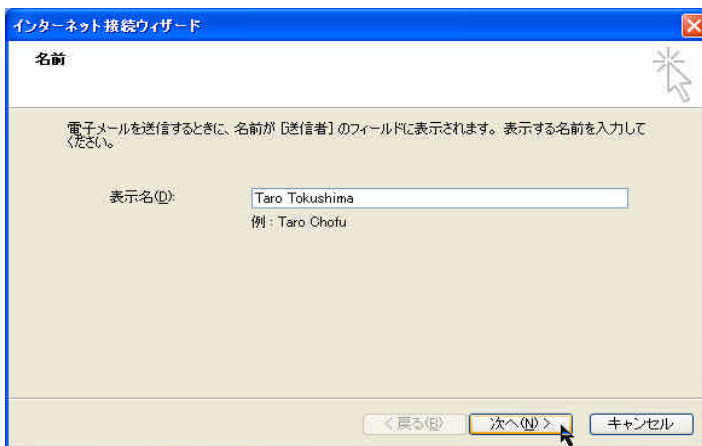 インターネット接続ウィザード
名前
電子メールを送信するときに、名前が [送信者] のフィールドに表示されます。表示する名前を入力して
ください。
表示名(D):
Taro Tokushima
例 : Taro Chofu
< 戻る(B)
次へ(N) >
キャンセル